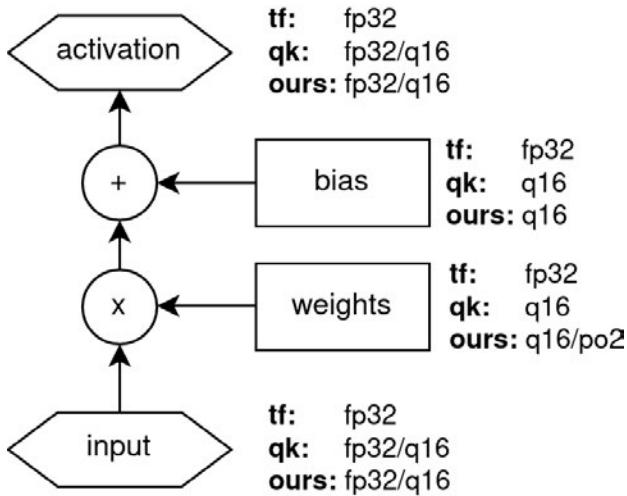 activation
tf: fp32
qk: fp32/q16
ours: fp32/q16
+
bias
tf: fp32
qk: q16
ours: q16
x
weights
tf: fp32
qk: q16
ours: q16/po2
input
tf: fp32
qk: fp32/q16
ours: fp32/q16